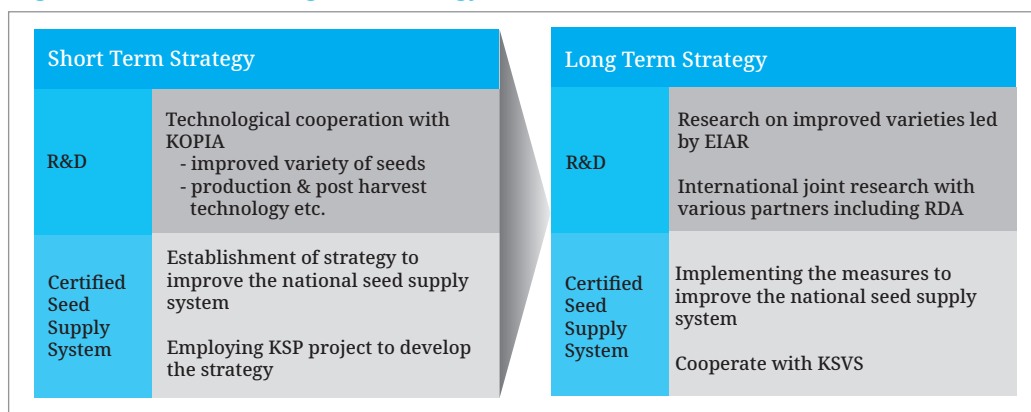 Short Term Strategy
R&D
Technological cooperation with
KOPIA
- improved variety of seeds
- production & post harvest
technology etc.
Certified
Seed
Supply
System
Establishment of strategy to
improve the national seed supply
system
Employing KSP project to develop
the strategy
Long Term Strategy
R&D
Research on improved varieties led
by EIAR
International joint research with
various partners including RDA
Certified
Seed
Supply
System
Implementing the measures to
improve the national seed supply
system
Cooperate with KSVS